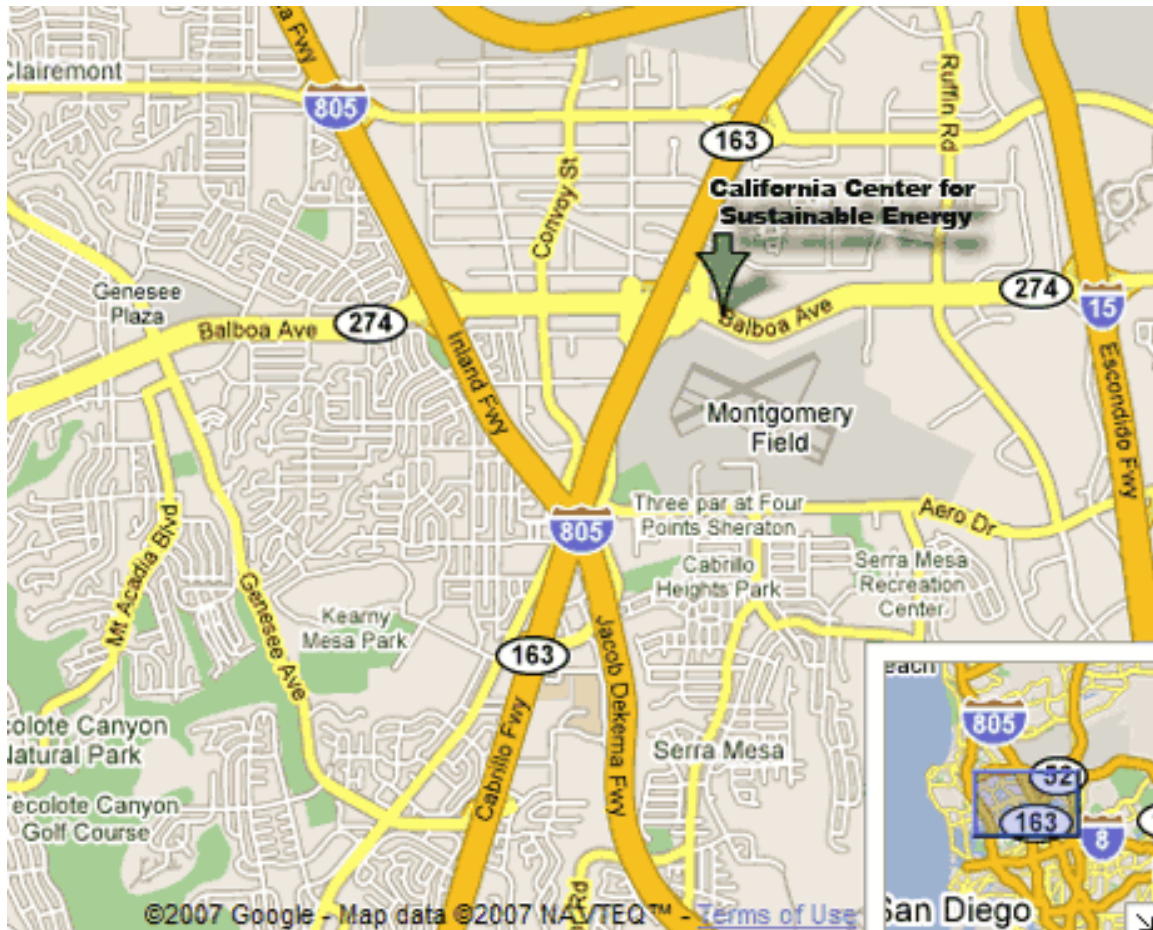 a Fwy
Clairemont
805
Ruffin Rd
163
Convoy St
California Center for
Sustainable Energy
Genesee
Plaza
274
15
Balboa Ave
274
Balboa Ave
Inland Fwy
Escondido Fwy
Montgomery
Field
Three par at Four
Points Sheraton
Aero Dr
805
Mt Acadia Blvd
Genesee Ave
Cabrillo
Heights Park
Serra Mesa
Recreation
Center
Kearny
Mesa Park
163
Jacob Dekema Fwy
Cabrillo Fwy
Serra Mesa
colote Canyon
Natural Park
Tecolote Canyon
Golf Course
each
805
52
163
8
San Diego
Rd
©2007 Google - Map data ©2007 NAVTEQ™ - Terms of Use